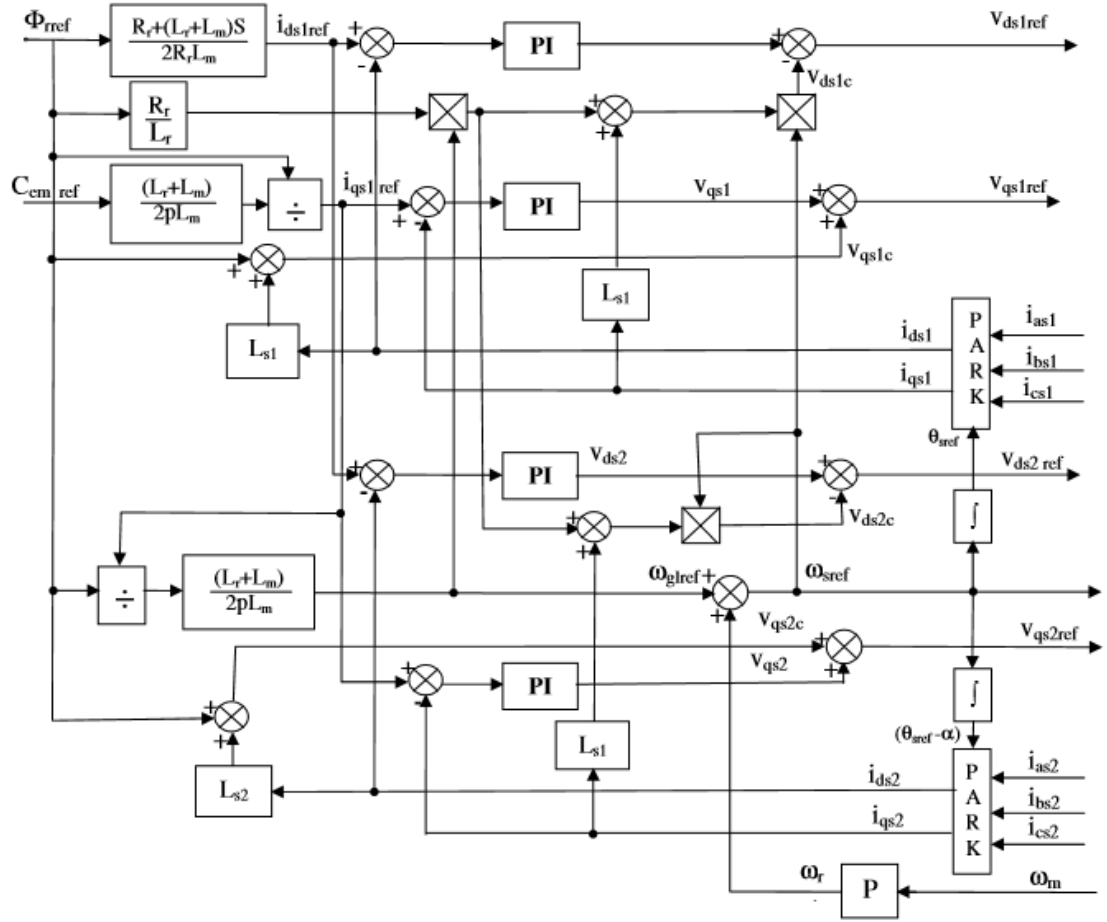 Φrref
Rr+(Lr+Lm)S
2RrLm
ids1ref
+
-
PI
+
-
vds1ref
vds1c
Rr
Lr
+
+
Cem ref
(Lr+Lm)
2pLm
÷
iqs1 ref
+
-
PI
vqs1
+
+
vqs1ref
vqs1c
+
+
Ls1
Ls1
ids1
iqs1
P
A
R
K
ias1
ibs1
ics1
θsref
+
-
PI
vds2
+
-
vds2 ref
vds2c
+
+
∫
÷
(Lr+Lm)
2pLm
ωglref
+
+
ωsref
vqs2c
+
+
vqs2ref
vqs2
+
-
PI
∫
+
+
(θsref-α)
Ls1
Ls2
ids2
iqs2
P
A
R
K
ias2
ibs2
ics2
ωr
P
ωm